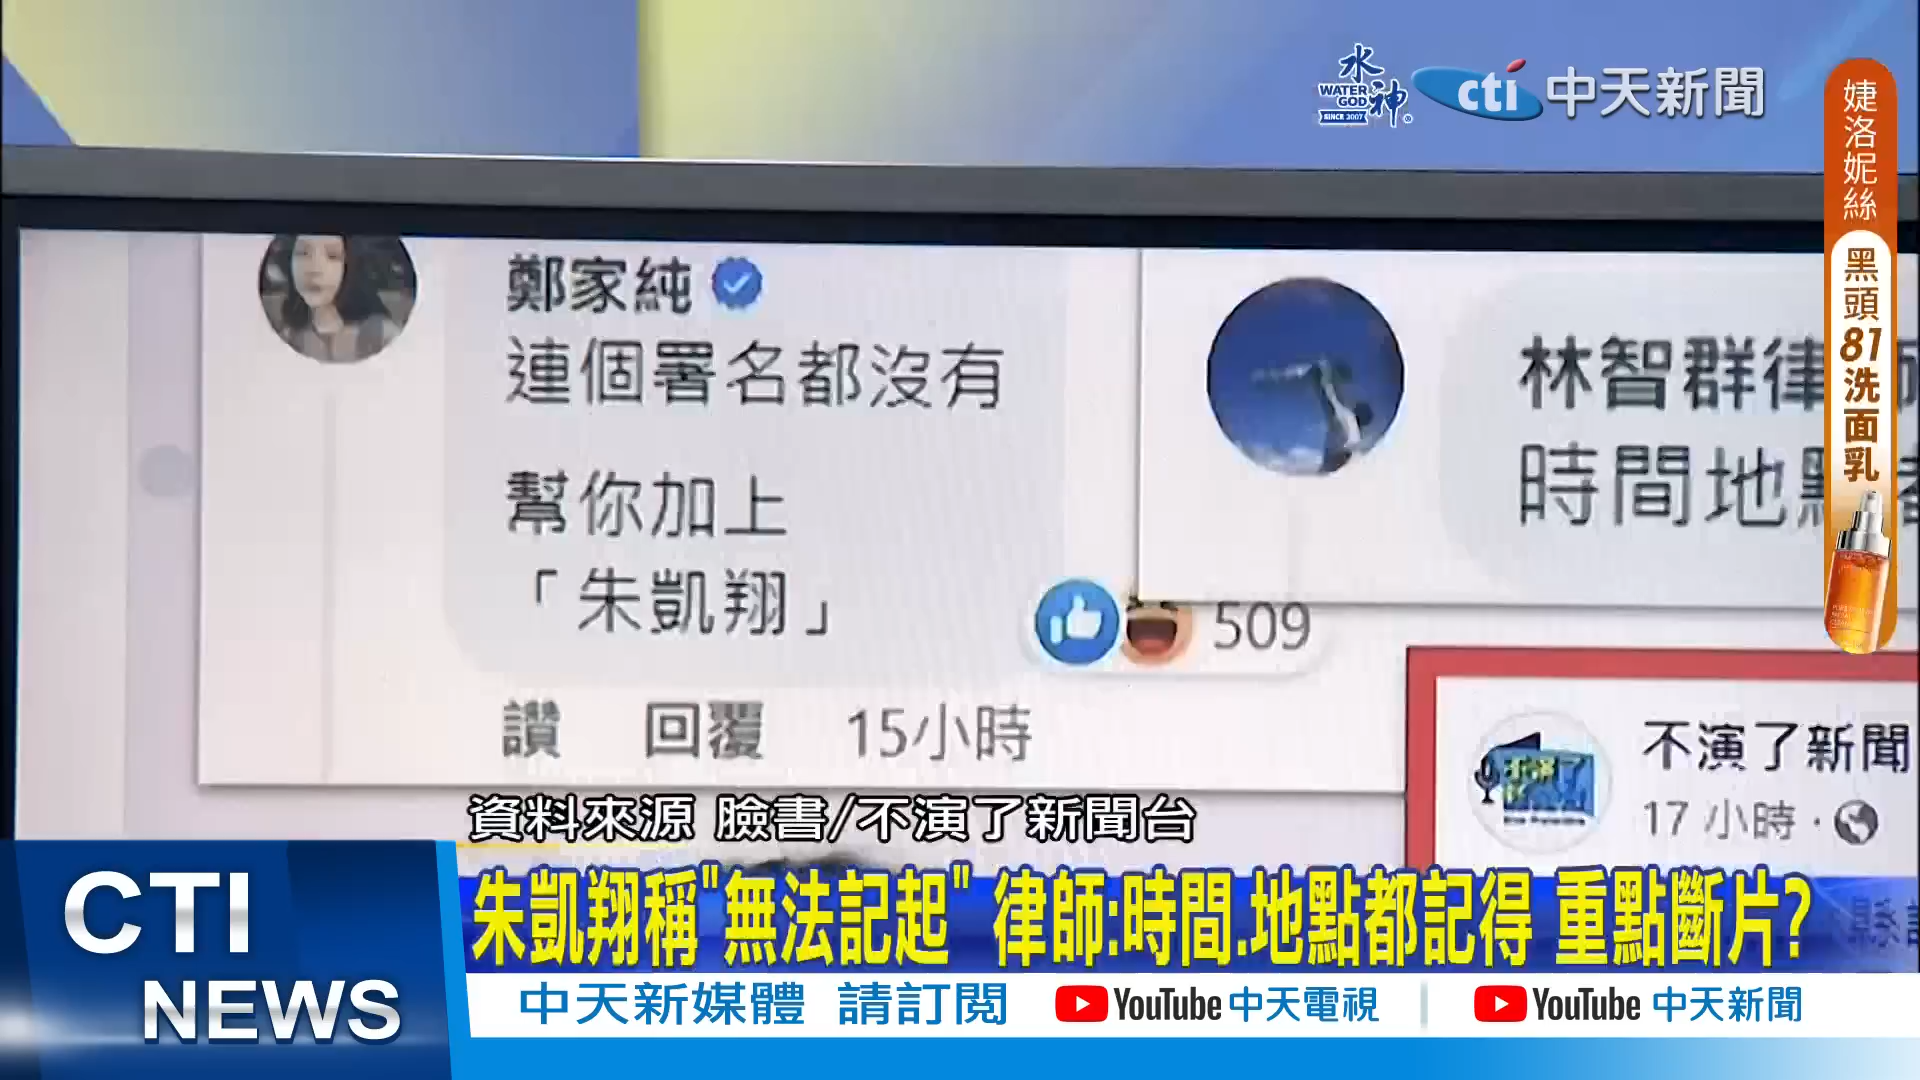 水神
WATER GOD
SINCE 2007
cti 中天新聞
婕洛妮絲
黑頭81洗面乳
鄭家純
連個署名都沒有
幫你加上
「朱凱翔」
509
讚 回覆 15小時
林智群律師
時間地點都
不演了新聞
17 小時
資料來源 臉書/不演了新聞台
朱凱翔稱"無法記起" 律師:時間.地點都記得 重點斷片?
CTI NEWS
中天新媒體 請訂閱 YouTube 中天電視 | YouTube 中天新聞